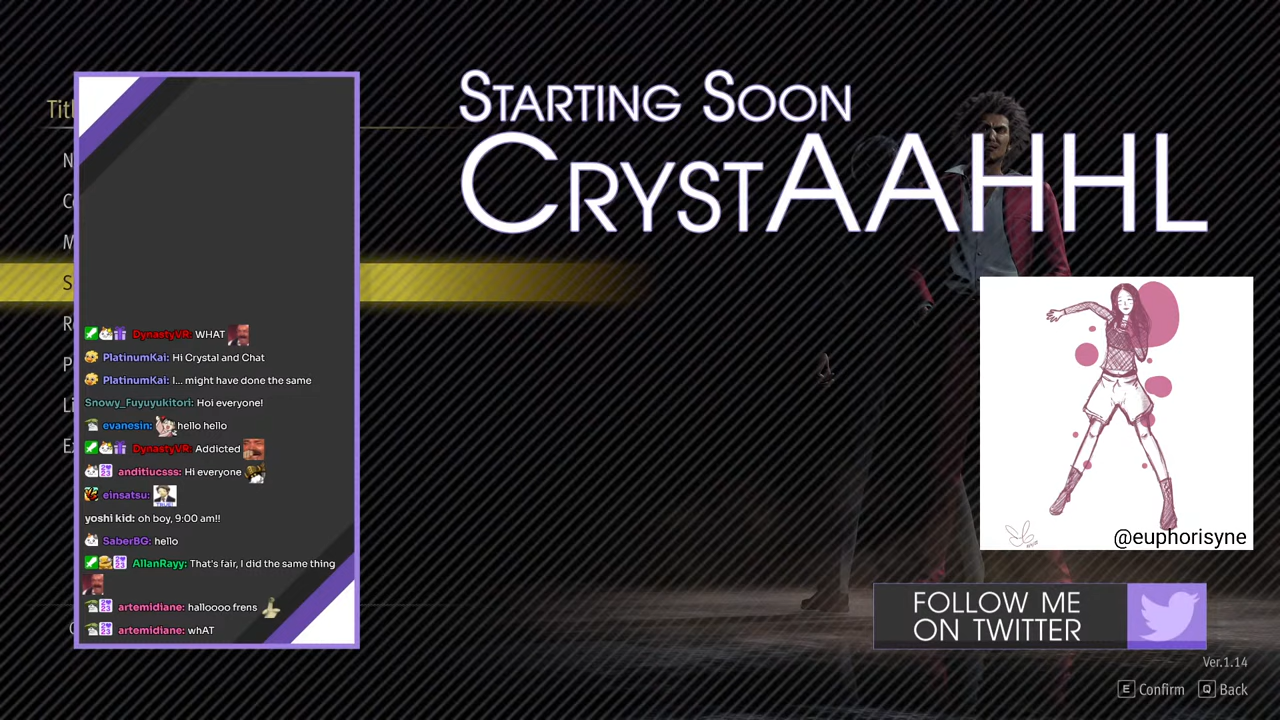 STARTING SOON
CRYSTAAHHL
Tit
N
C
M
S
R
P
Li
E
DynastyVR: WHAT
PlatinumKai: Hi Crystal and Chat
PlatinumKai: I... might have done the same
Snowy_Fuyuyukitori: Hoi everyone!
evanesin: hello hello
DynastyVR: Addicted
anditiucsss: Hi everyone
einsatsu:
yoshi kid: oh boy, 9:00 am!!
SaberBG: hello
AllanRayy: That's fair, I did the same thing
artemidiane: halloooo frens
artemidiane: whAT
@euphorisyne
FOLLOW ME
ON TWITTER
Ver.1.14
E Confirm Q Back